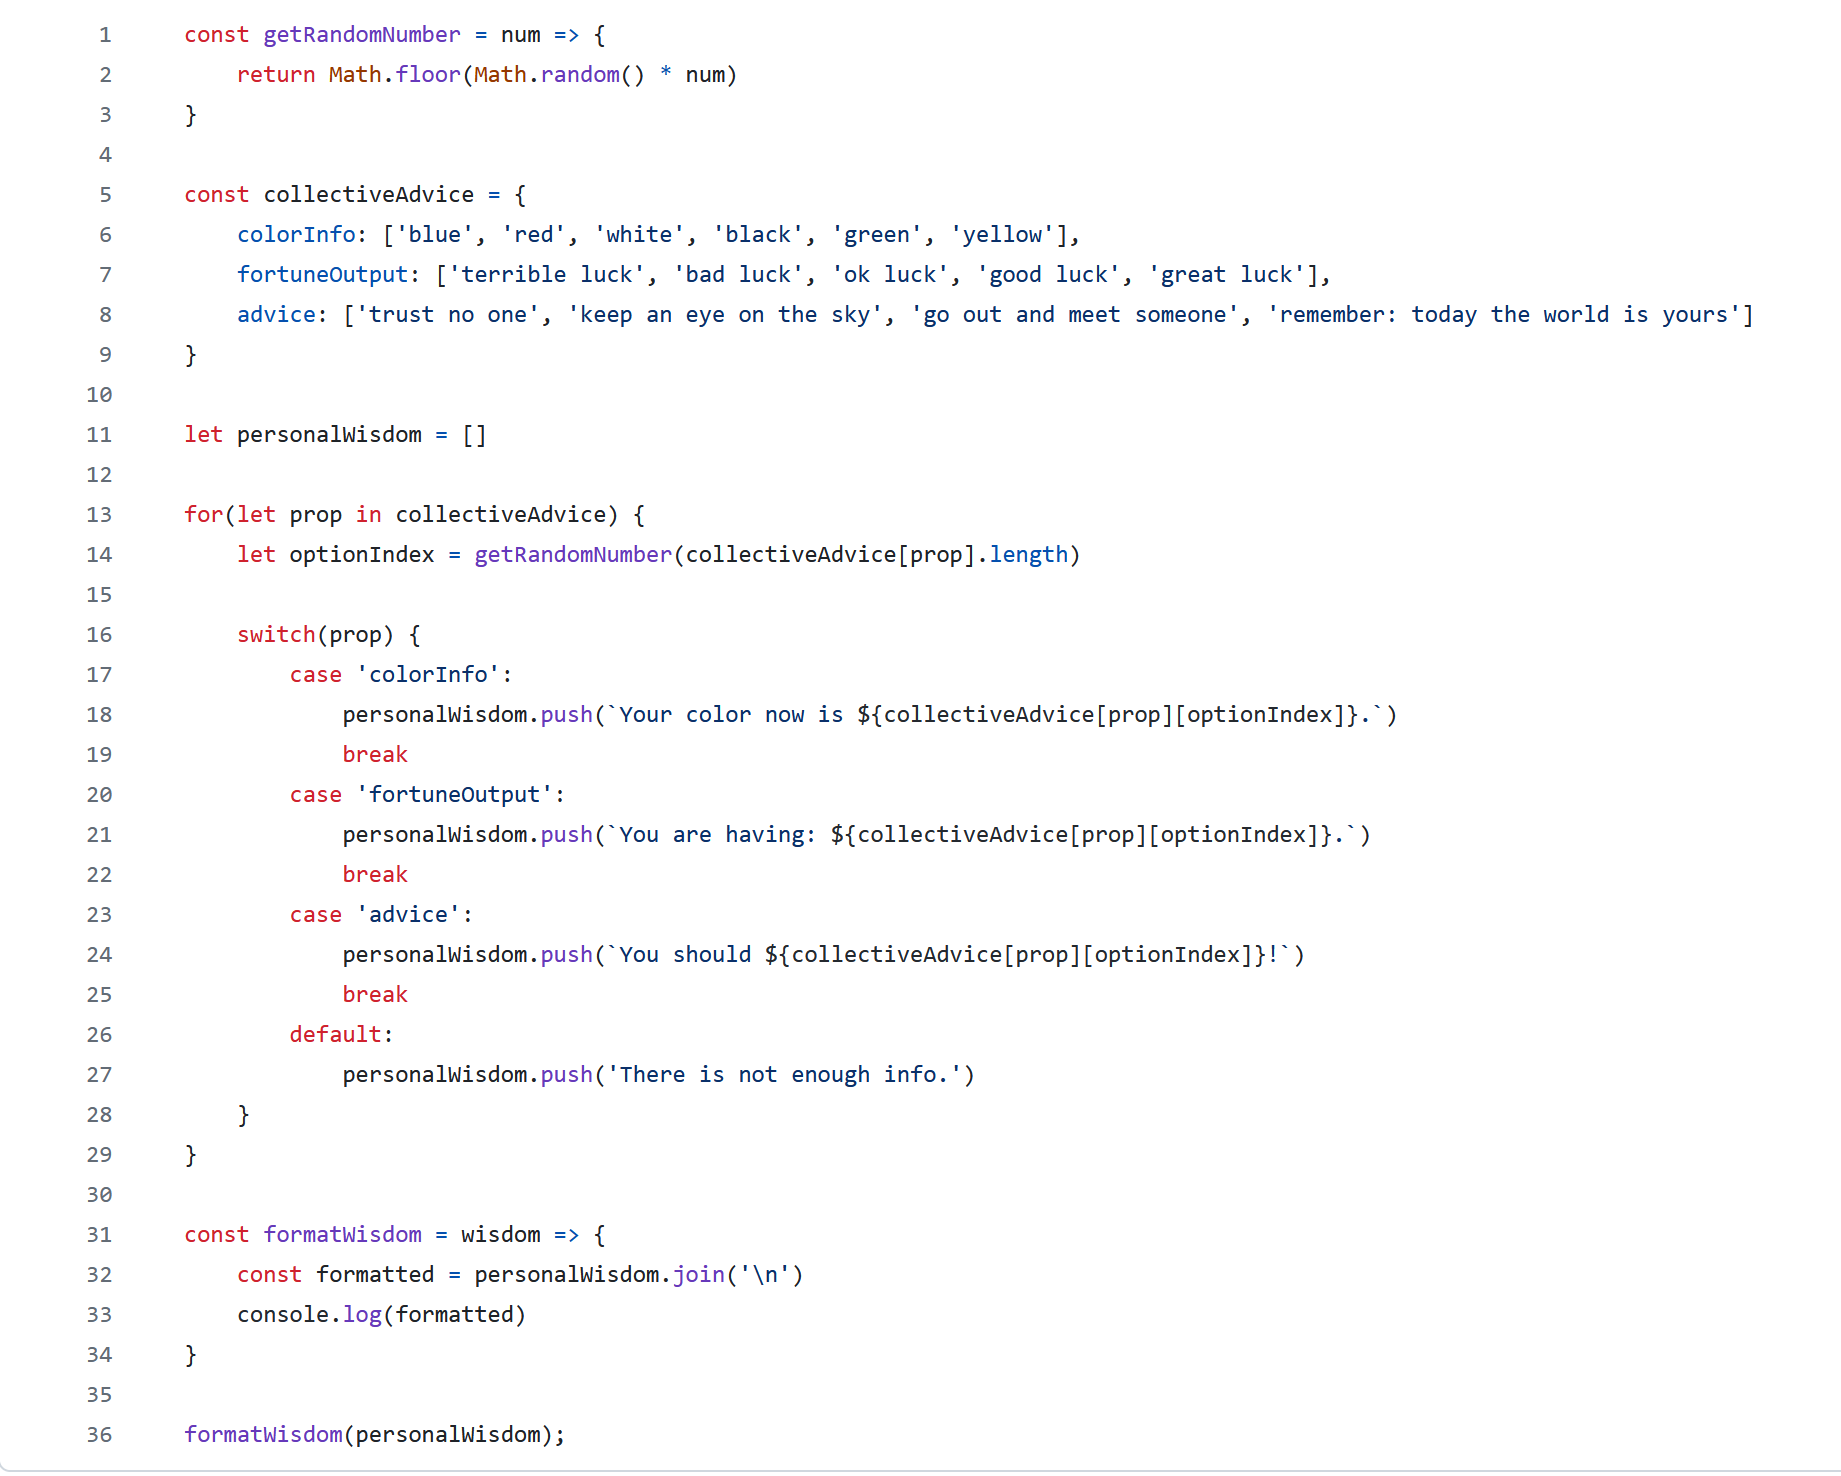 1 const getRandomNumber = num => {
2     return Math.floor(Math.random() * num)
3 }
4
5 const collectiveAdvice = {
6     colorInfo: ['blue', 'red', 'white', 'black', 'green', 'yellow'],
7     fortuneOutput: ['terrible luck', 'bad luck', 'ok luck', 'good luck', 'great luck'],
8     advice: ['trust no one', 'keep an eye on the sky', 'go out and meet someone', 'remember: today the world is yours']
9 }
10
11 let personalWisdom = []
12
13 for(let prop in collectiveAdvice) {
14     let optionIndex = getRandomNumber(collectiveAdvice[prop].length)
15
16     switch(prop) {
17         case 'colorInfo':
18             personalWisdom.push(`Your color now is ${collectiveAdvice[prop][optionIndex]}.`)
19             break
20         case 'fortuneOutput':
21             personalWisdom.push(`You are having: ${collectiveAdvice[prop][optionIndex]}.`)
22             break
23         case 'advice':
24             personalWisdom.push(`You should ${collectiveAdvice[prop][optionIndex]}!`)
25             break
26         default:
27             personalWisdom.push('There is not enough info.')
28     }
29 }
30
31 const formatWisdom = wisdom => {
32     const formatted = personalWisdom.join('\n')
33     console.log(formatted)
34 }
35
36 formatWisdom(personalWisdom);